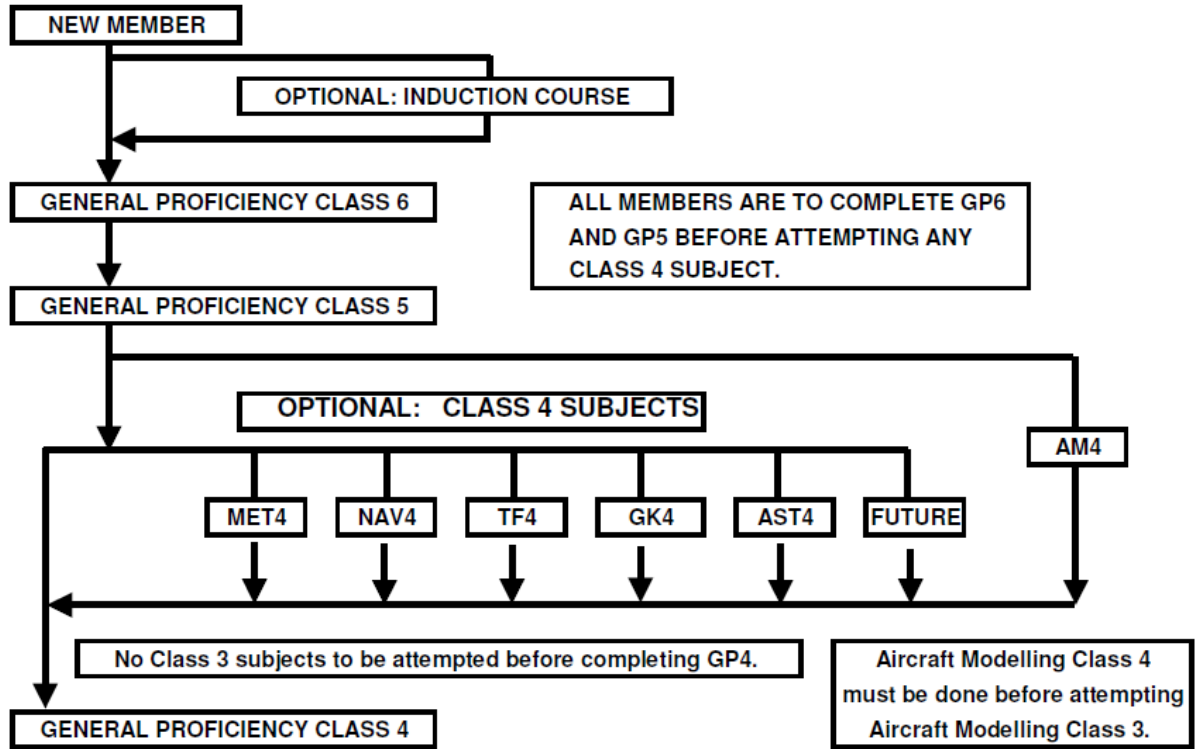 NEW MEMBER
OPTIONAL: INDUCTION COURSE
GENERAL PROFICIENCY CLASS 6
ALL MEMBERS ARE TO COMPLETE GP6
AND GP5 BEFORE ATTEMPTING ANY
CLASS 4 SUBJECT.
GENERAL PROFICIENCY CLASS 5
OPTIONAL: CLASS 4 SUBJECTS
AM4
MET4
NAV4
TF4
GK4
AST4
FUTURE
No Class 3 subjects to be attempted before completing GP4.
Aircraft Modelling Class 4
must be done before attempting
Aircraft Modelling Class 3.
GENERAL PROFICIENCY CLASS 4